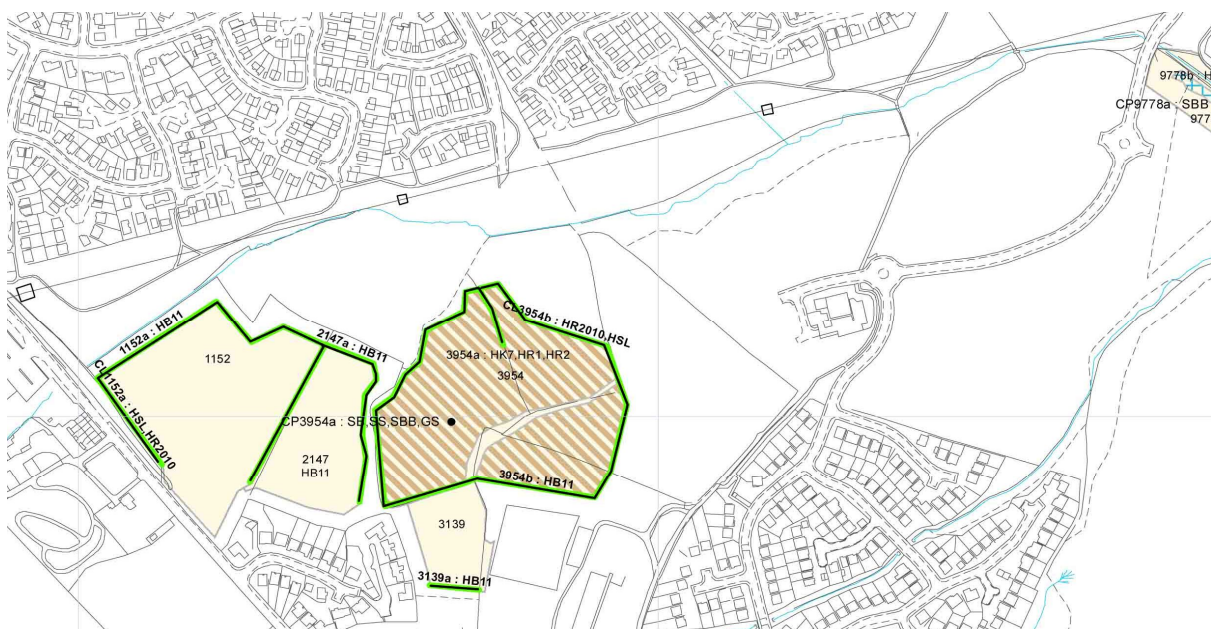 9778b : H
CP9778a : SBB
977
CL3954b : HR2010,HSL
1152a : HB11
2147a : HB11
1152
3954a : HK7,HR1,HR2
3954
CL1152a : HSL,HR2010
CP3954a : SB,SS,SBB,GS
2147
HB11
3954b : HB11
3139
3139a : HB11